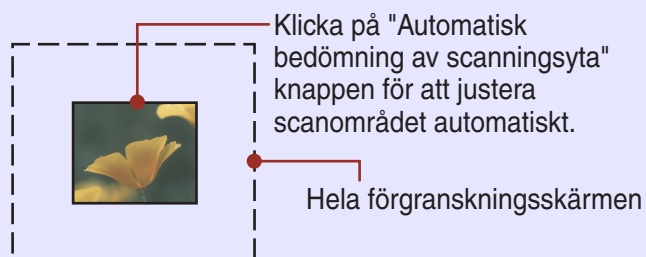 Klicka på "Automatisk
bedömning av scanningsyta"
knappen för att justera
scanområdet automatiskt.
Hela förgranskningsskärmen